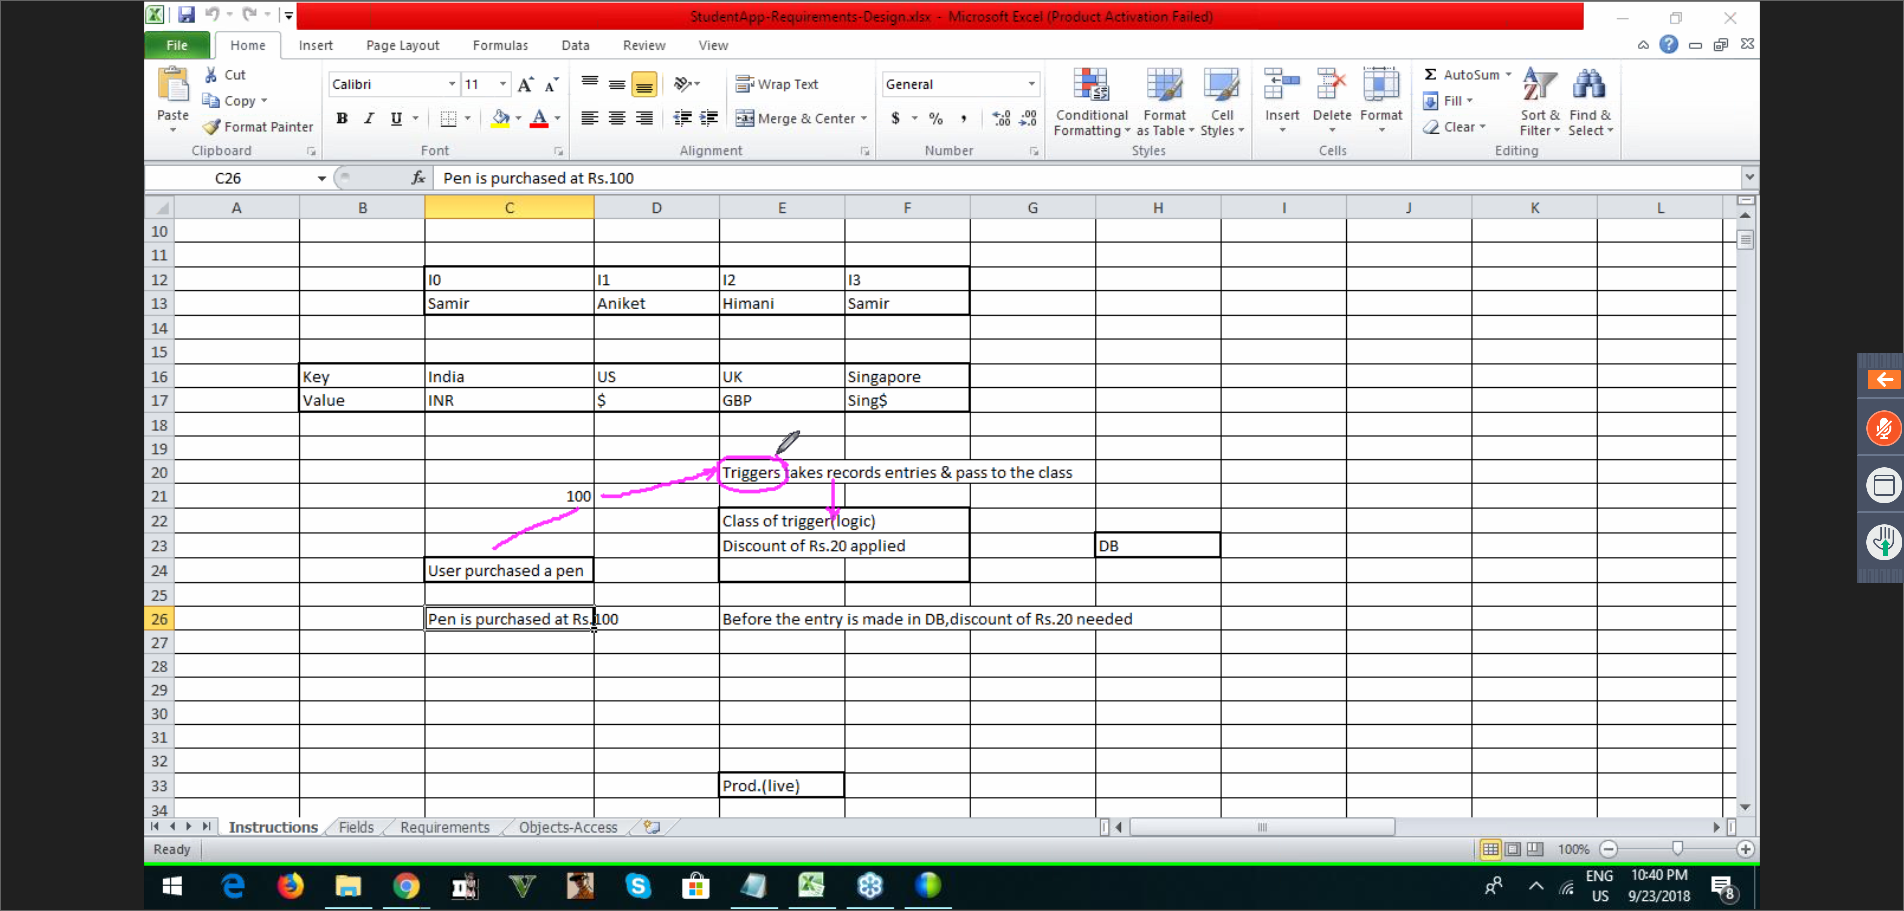 StudentApp-Requirements-Design.xlsx - Microsoft Excel (Product Activation Failed)
File Home Insert Page Layout Formulas Data Review View
Cut
Copy
Format Painter
Paste
Clipboard
Calibri 11
B I U A
Font
Wrap Text
Merge & Center
Alignment
General
$ % , .00 .00
Number
Conditional Formatting
Format as Table
Cell Styles
Styles
Insert Delete Format
Cells
Σ AutoSum
Fill
Clear
Sort & Filter
Find & Select
Editing
C26 fx Pen is purchased at Rs.100
A B C D E F G H I J K L
10
11
12 I0 I1 I2 I3
13 Samir Aniket Himani Samir
14
15
16 Key India US UK Singapore
17 Value INR $ GBP Sing$
18
19
20 Triggers takes records entries & pass to the class
21 100
22 Class of trigger(logic)
23 Discount of Rs.20 applied DB
24 User purchased a pen
25
26 Pen is purchased at Rs.100 Before the entry is made in DB,discount of Rs.20 needed
27
28
29
30
31
32
33 Prod.(live)
34
Instructions Fields Requirements Objects-Access
Ready 100%
ENG 10:40 PM
US 9/23/2018 8